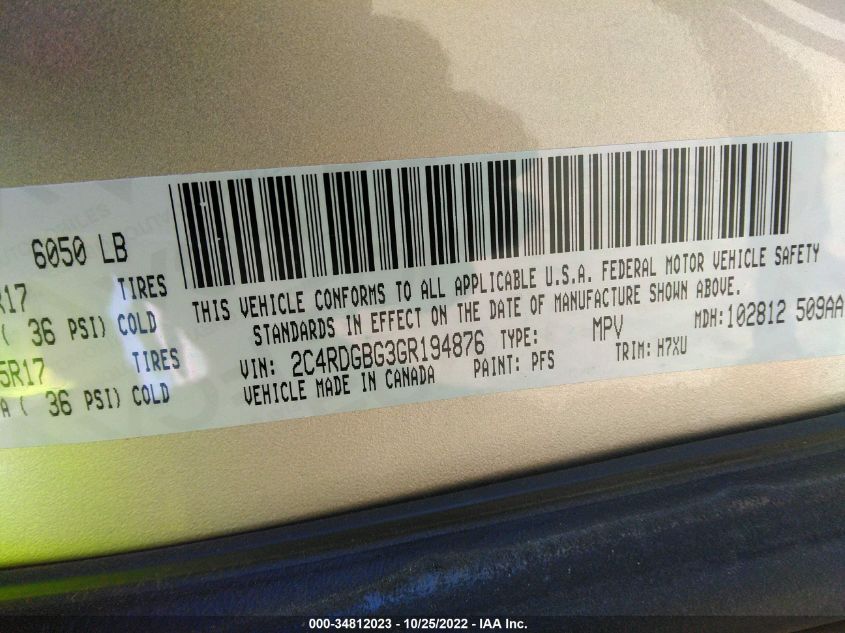 6050 LB
R17 TIRES
( 36 PSI) COLD
5R17 TIRES
A ( 36 PSI) COLD
THIS VEHICLE CONFORMS TO ALL APPLICABLE U.S.A. FEDERAL MOTOR VEHICLE SAFETY
STANDARDS IN EFFECT ON THE DATE OF MANUFACTURE SHOWN ABOVE.
VIN: 2C4RDGBG3GR194876 TYPE: MPV MDH:102812 509AA
VEHICLE MADE IN CANADA PAINT: PFS TRIM: H7XU
000-34812023 - 10/25/2022 - IAA Inc.